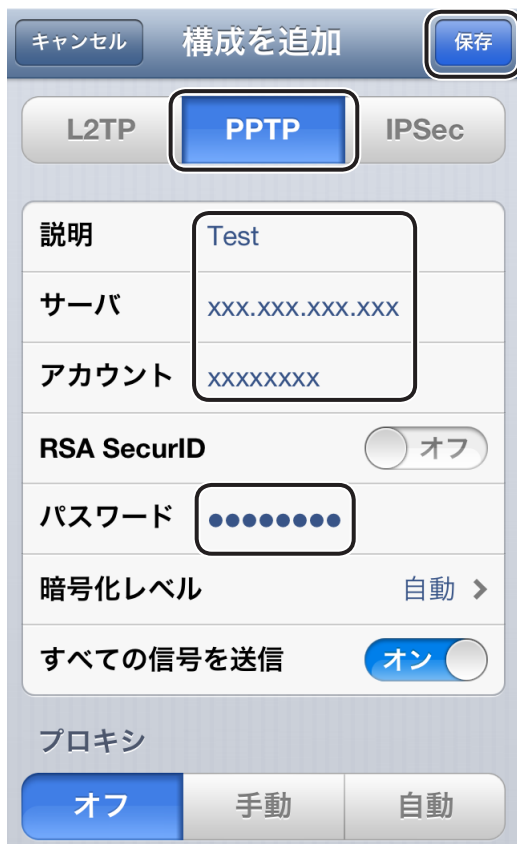 キャンセル 構成を追加 保存
L2TP PPTP IPSec
説明 Test
サーバ xxx.xxx.xxx.xxx
アカウント xxxxxxxx
RSA SecurID オフ
パスワード ●●●●●●●●
暗号化レベル 自動 >
すべての信号を送信 オン
プロキシ
オフ 手動 自動